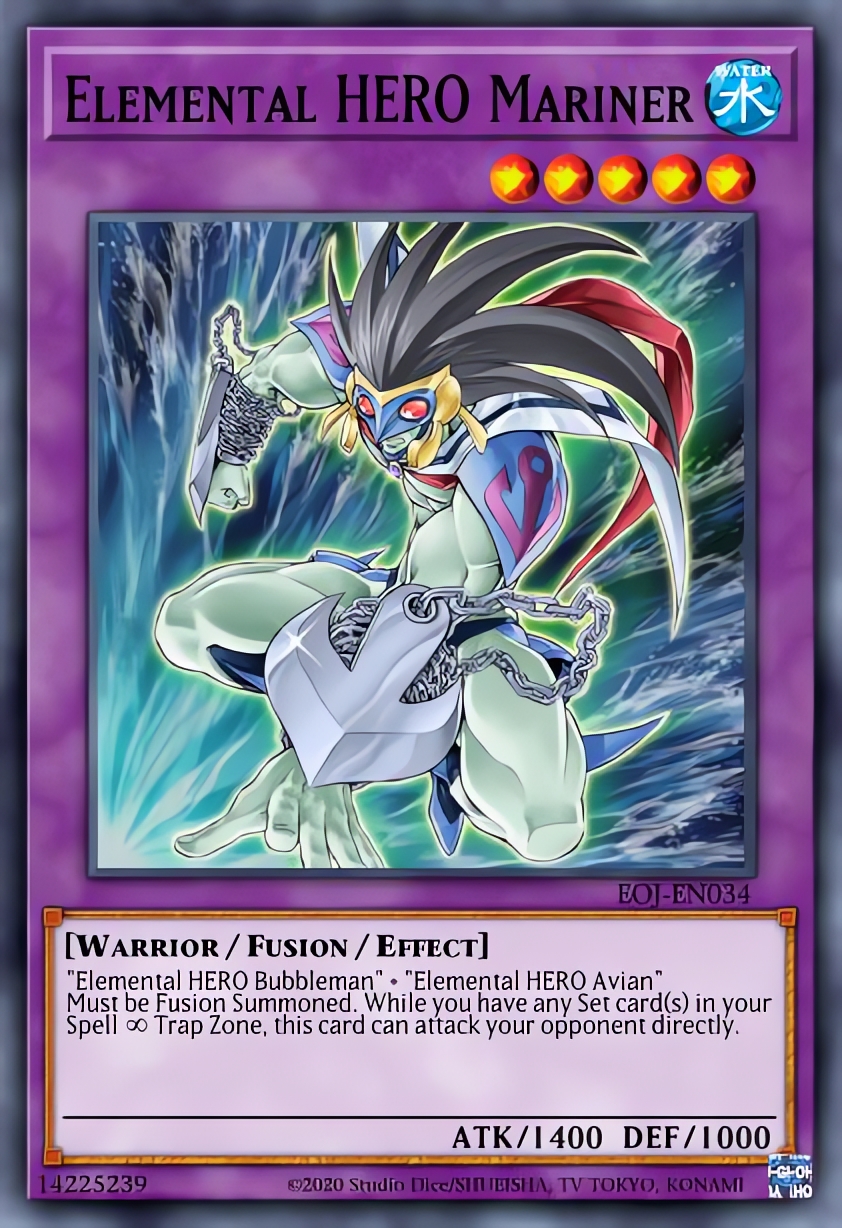 ELEMENTAL HERO MARINER
WATER
水
EOJ-EN034
[WARRIOR / FUSION / EFFECT]
"Elemental HERO Bubbleman" • "Elemental HERO Avian"
Must be Fusion Summoned. While you have any Set card(s) in your
Spell ∞ Trap Zone, this card can attack your opponent directly.
ATK/1400 DEF/1000
14225239 ©2020 Studio Dice/SHUEISHA, TV TOKYO, KONAMI